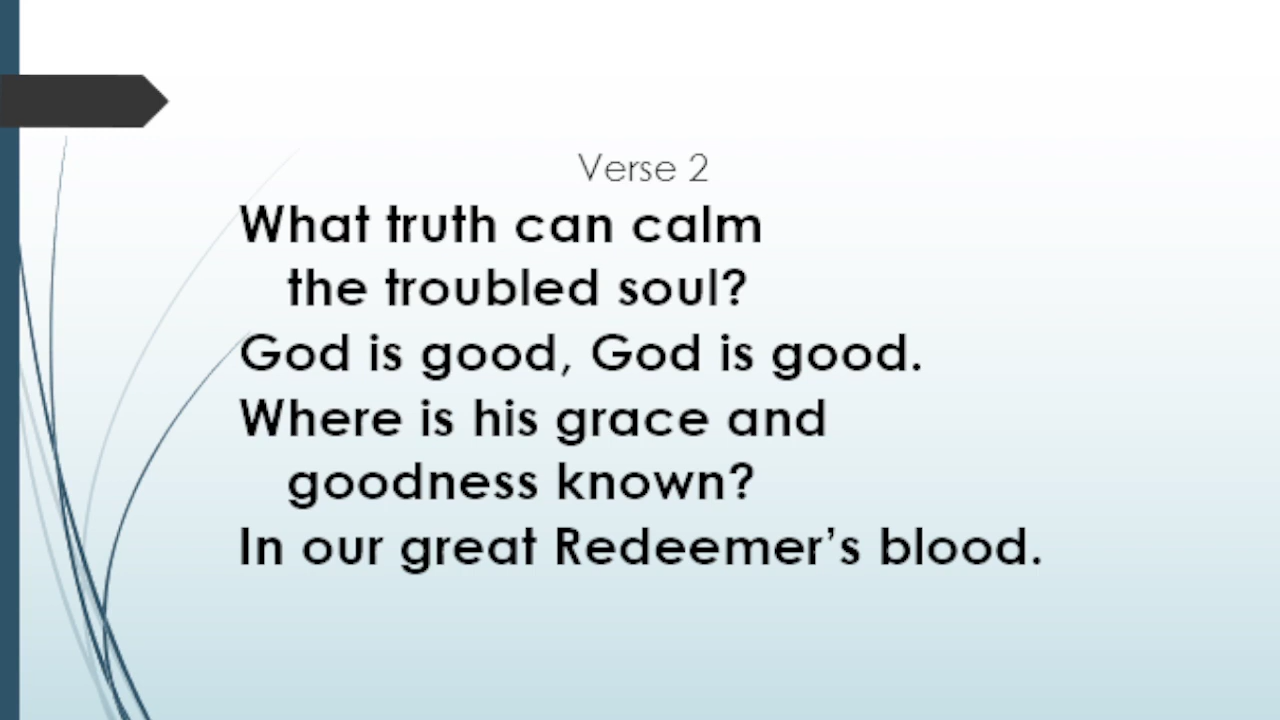 Verse 2
What truth can calm
the troubled soul?
God is good, God is good.
Where is his grace and
goodness known?
In our great Redeemer’s blood.